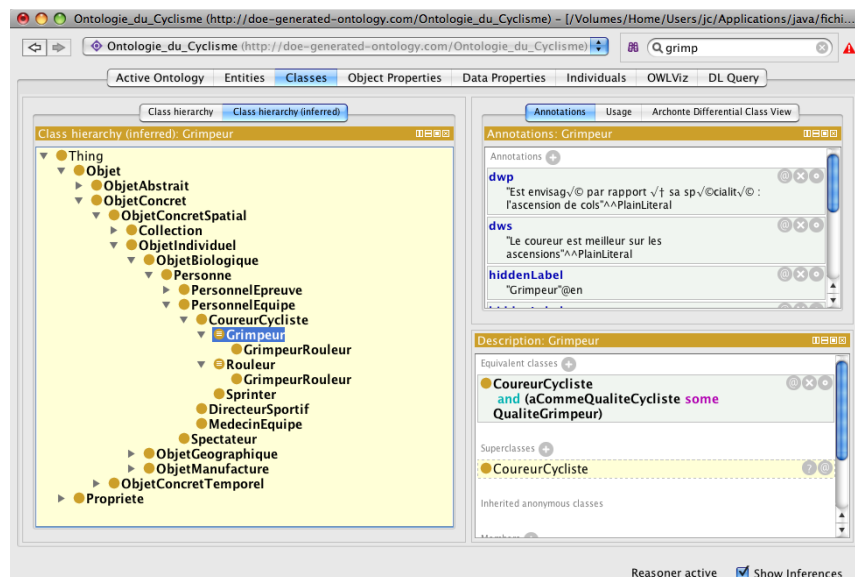 Ontologie_du_Cyclisme (http://doe-generated-ontology.com/Ontologie_du_Cyclisme) – [/Volumes/Home/Users/jc/Applications/java/fichi...
Ontologie_du_Cyclisme (http://doe-generated-ontology.com/Ontologie_du_Cyclisme)
grimp
Active Ontology Entities Classes Object Properties Data Properties Individuals OWLViz DL Query
Class hierarchy Class hierarchy (inferred)
Class hierarchy (inferred): Grimpeur
Thing
Objet
ObjetAbstrait
ObjetConcret
ObjetConcretSpatial
Collection
ObjetIndividuel
ObjetBiologique
Personne
PersonnelEpreuve
PersonnelEquipe
CoureurCycliste
Grimpeur
GrimpeurRouleur
Rouleur
GrimpeurRouleur
Sprinter
DirecteurSportif
MedecinEquipe
Spectateur
ObjetGeographique
ObjetManufacture
ObjetConcretTemporel
Propriete
Annotations Usage Archonte Differential Class View
Annotations: Grimpeur
Annotations
dwp
"Est envisag√© par rapport √† sa sp√©cialit√© :
l'ascension de cols"^^PlainLiteral
dws
"Le coureur est meilleur sur les
ascensions"^^PlainLiteral
hiddenLabel
"Grimpeur"@en
Description: Grimpeur
Equivalent classes
CoureurCycliste
and (aCommeQualiteCycliste some
QualiteGrimpeur)
Superclasses
CoureurCycliste
Inherited anonymous classes
Reasoner active Show Inferences